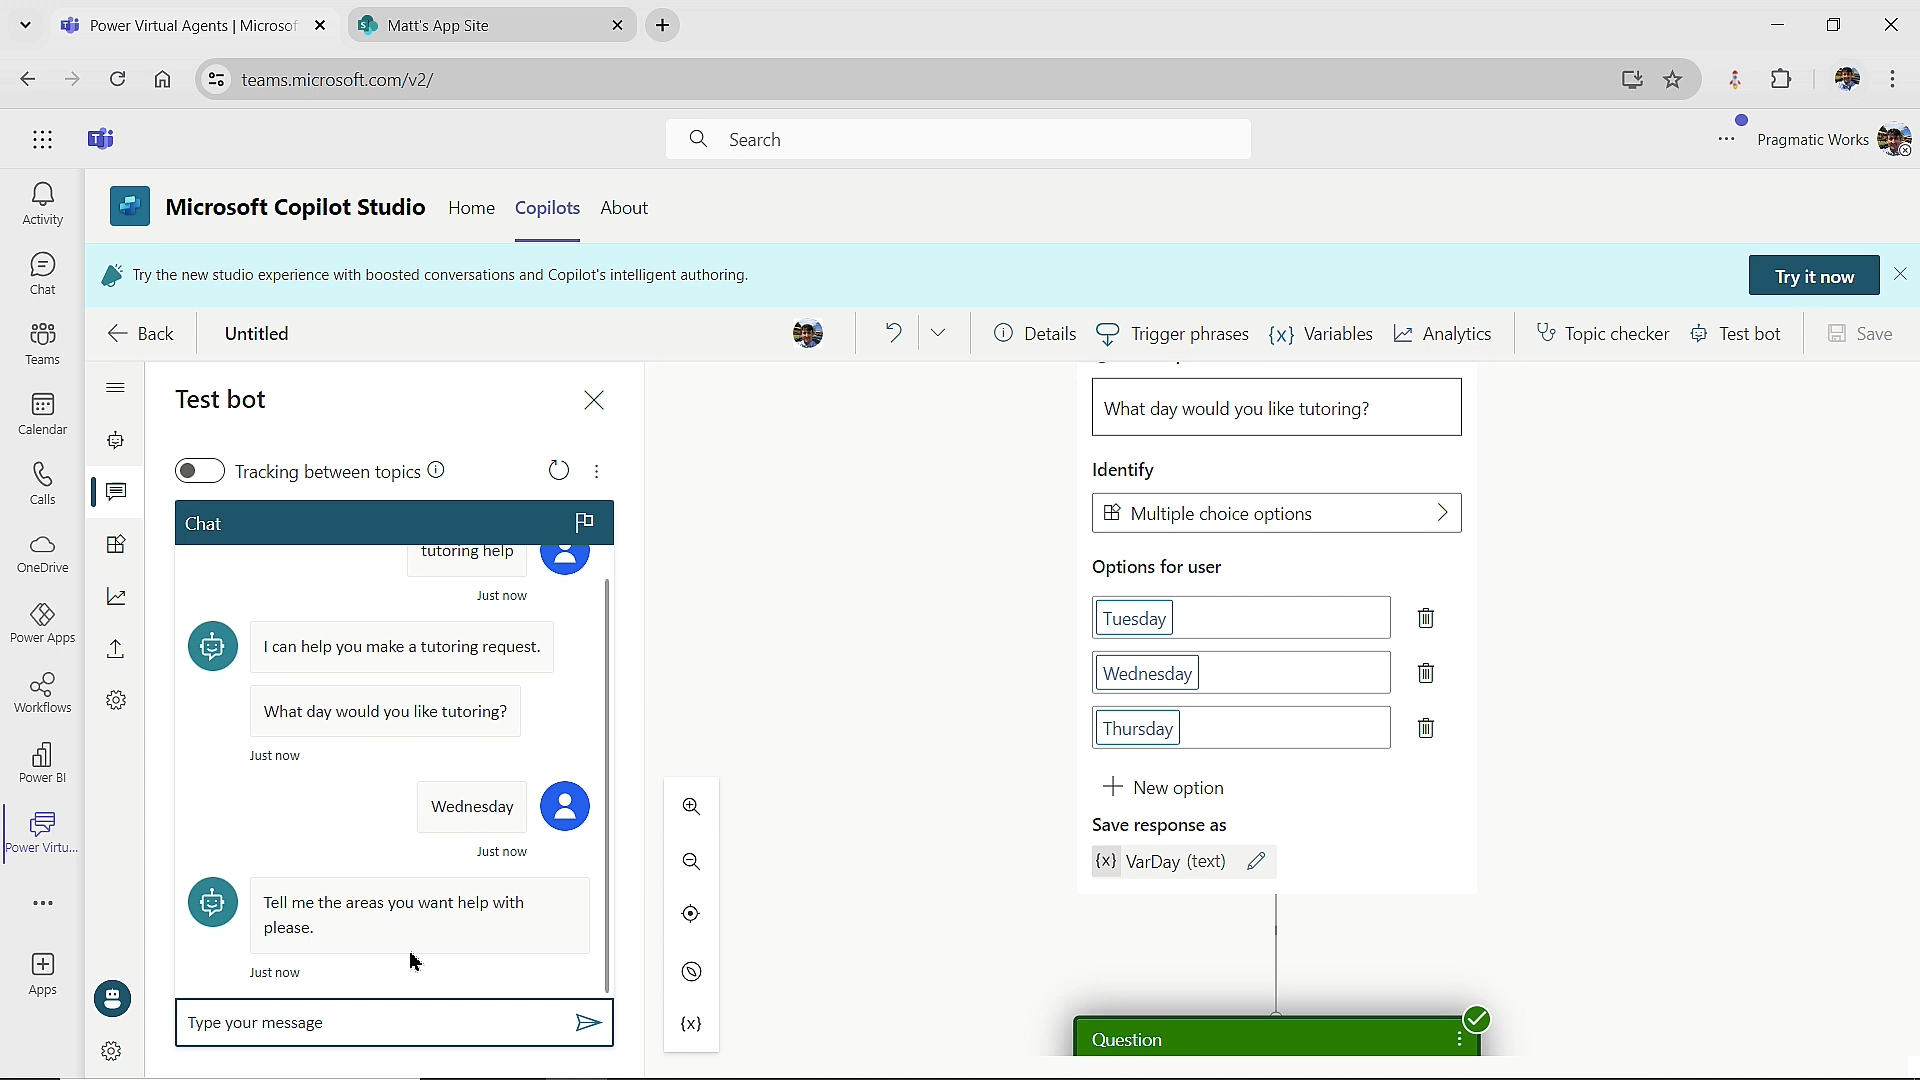 Power Virtual Agents | Microsof
Matt's App Site
teams.microsoft.com/v2/
Search
Pragmatic Works
Activity
Chat
Teams
Calendar
Calls
OneDrive
Power Apps
Workflows
Power BI
Power Virtu...
Apps
Microsoft Copilot Studio
Home
Copilots
About
Try the new studio experience with boosted conversations and Copilot's intelligent authoring.
Try it now
Back
Untitled
Details
Trigger phrases
{x} Variables
Analytics
Topic checker
Test bot
Save
Test bot
Tracking between topics
Chat
tutoring help
Just now
I can help you make a tutoring request.
What day would you like tutoring?
Just now
Wednesday
Just now
Tell me the areas you want help with
please.
Just now
Type your message
{x}
What day would you like tutoring?
Identify
Multiple choice options
Options for user
Tuesday
Wednesday
Thursday
New option
Save response as
{x} VarDay (text)
Question